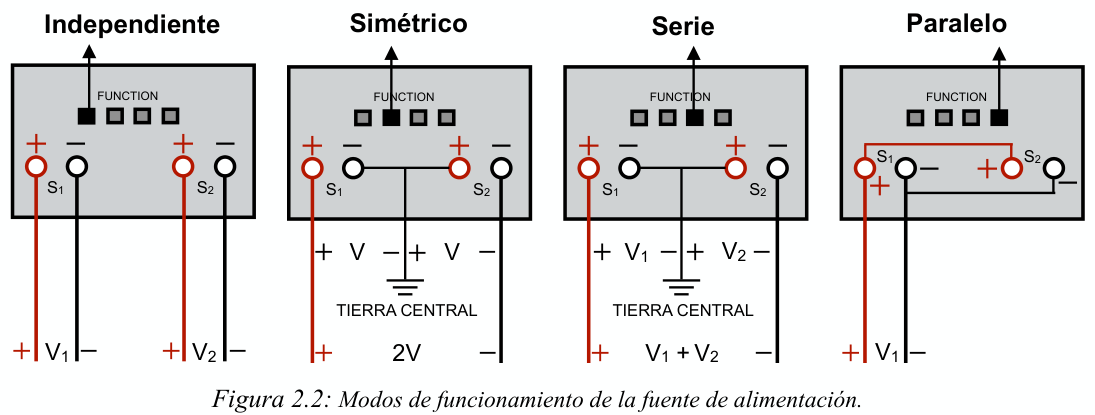 Independiente Simétrico Serie Paralelo
FUNCTION FUNCTION FUNCTION FUNCTION
+ − + − + − + − + − + −
S₁ S₂ S₁ S₂ S₁ S₂ S₁ − + S₂
+ −
+ V − + V − + V₁ − + V₂ −
TIERRA CENTRAL TIERRA CENTRAL
+ V₁ − + V₂ − + 2V − + V₁ + V₂ − + V₁ −
Figura 2.2: Modos de funcionamiento de la fuente de alimentación.